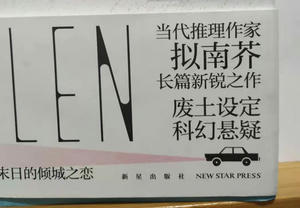 LEN
当代推理作家
拟南芥
长篇新锐之作
废土设定
科幻悬疑
末日的倾城之恋
新星出版社 NEW STAR PRESS